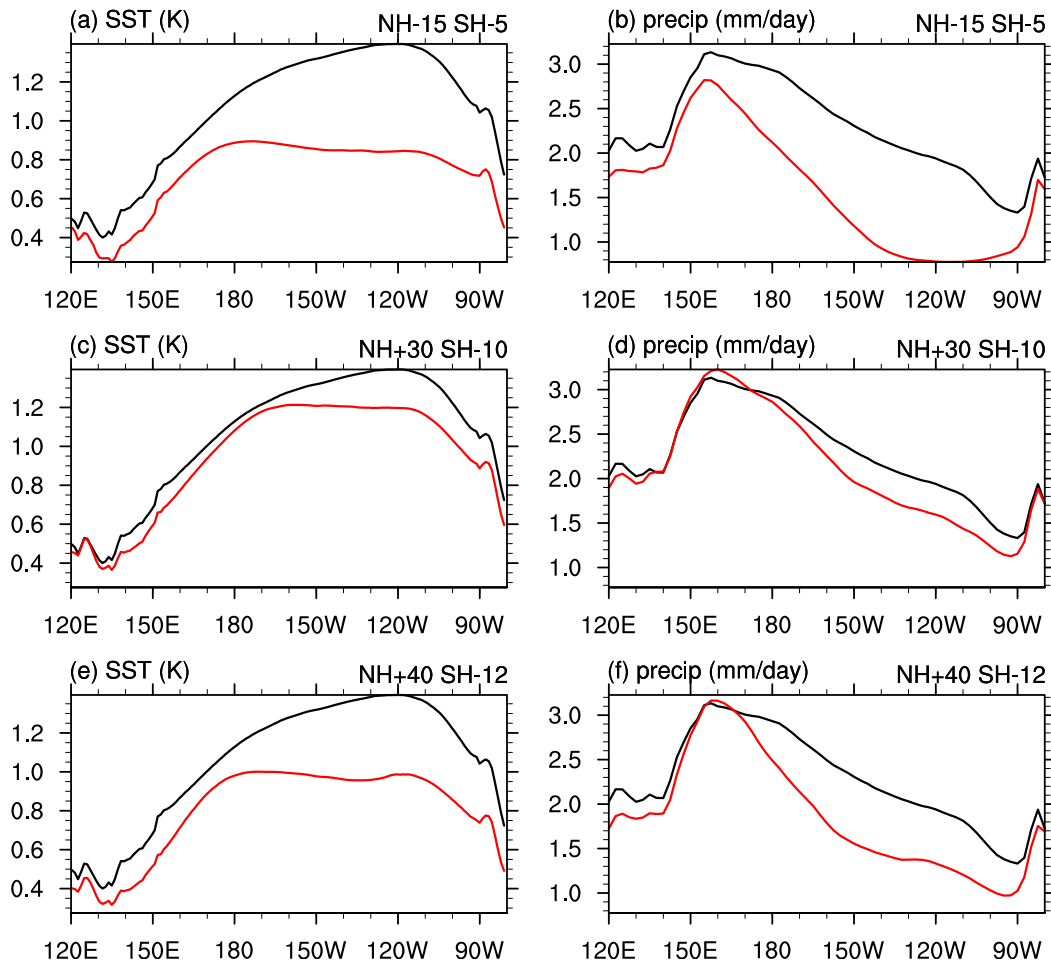 (a) SST (K) NH-15 SH-5
(b) precip (mm/day) NH-15 SH-5
1.2
1.0
0.8
0.6
0.4
120E 150E 180 150W 120W 90W
3.0
2.5
2.0
1.5
1.0
120E 150E 180 150W 120W 90W
(c) SST (K) NH+30 SH-10
(d) precip (mm/day) NH+30 SH-10
1.2
1.0
0.8
0.6
0.4
120E 150E 180 150W 120W 90W
3.0
2.5
2.0
1.5
1.0
120E 150E 180 150W 120W 90W
(e) SST (K) NH+40 SH-12
(f) precip (mm/day) NH+40 SH-12
1.2
1.0
0.8
0.6
0.4
120E 150E 180 150W 120W 90W
3.0
2.5
2.0
1.5
1.0
120E 150E 180 150W 120W 90W